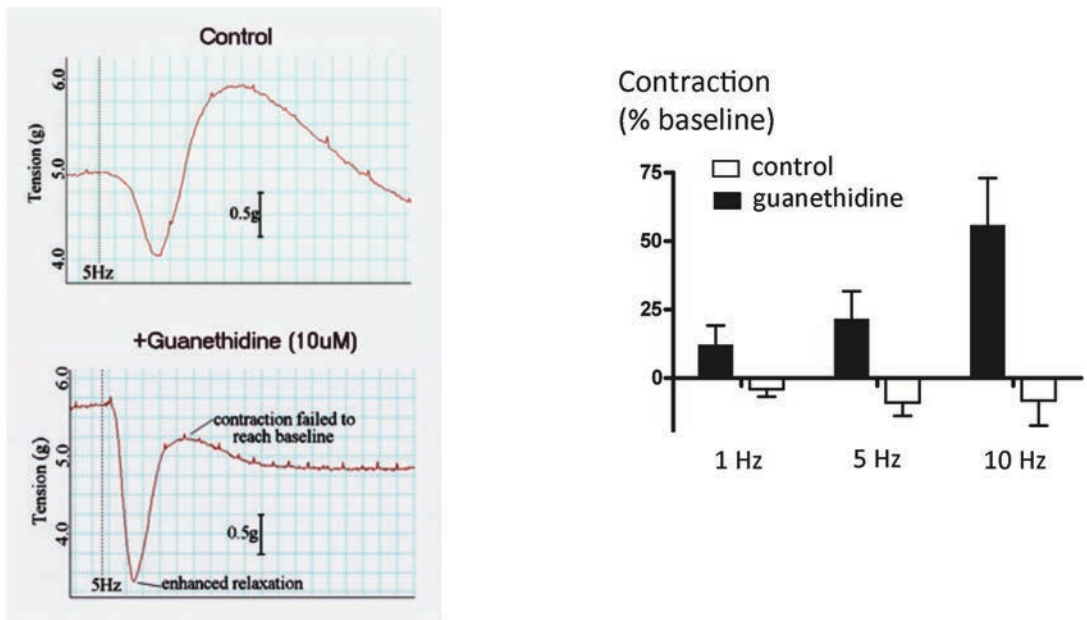 Control
6.0
5.0
4.0
Tension (g)
0.5g
5Hz
+Guanethidine (10uM)
6.0
5.0
4.0
Tension (g)
contraction failed to
reach baseline
0.5g
5Hz
enhanced relaxation
Contraction
(% baseline)
75
50
25
0
control
guanethidine
1 Hz
5 Hz
10 Hz